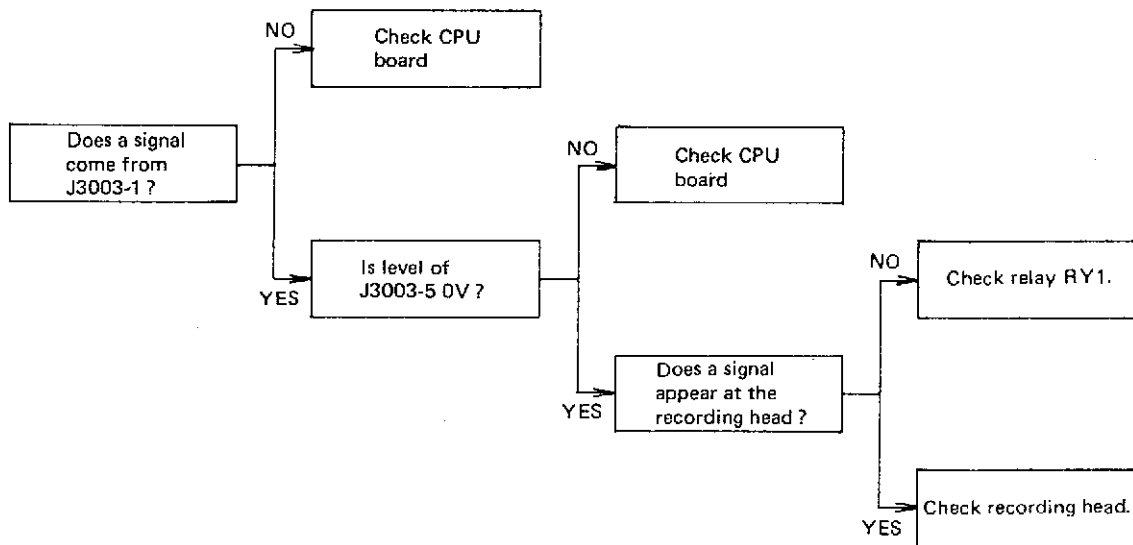 NO
Check CPU
board
Does a signal
come from
J3003-1 ?
YES
Is level of
J3003-5 0V ?
NO
Check CPU
board
YES
Does a signal
appear at the
recording head ?
NO
Check relay RY1.
YES
Check recording head.